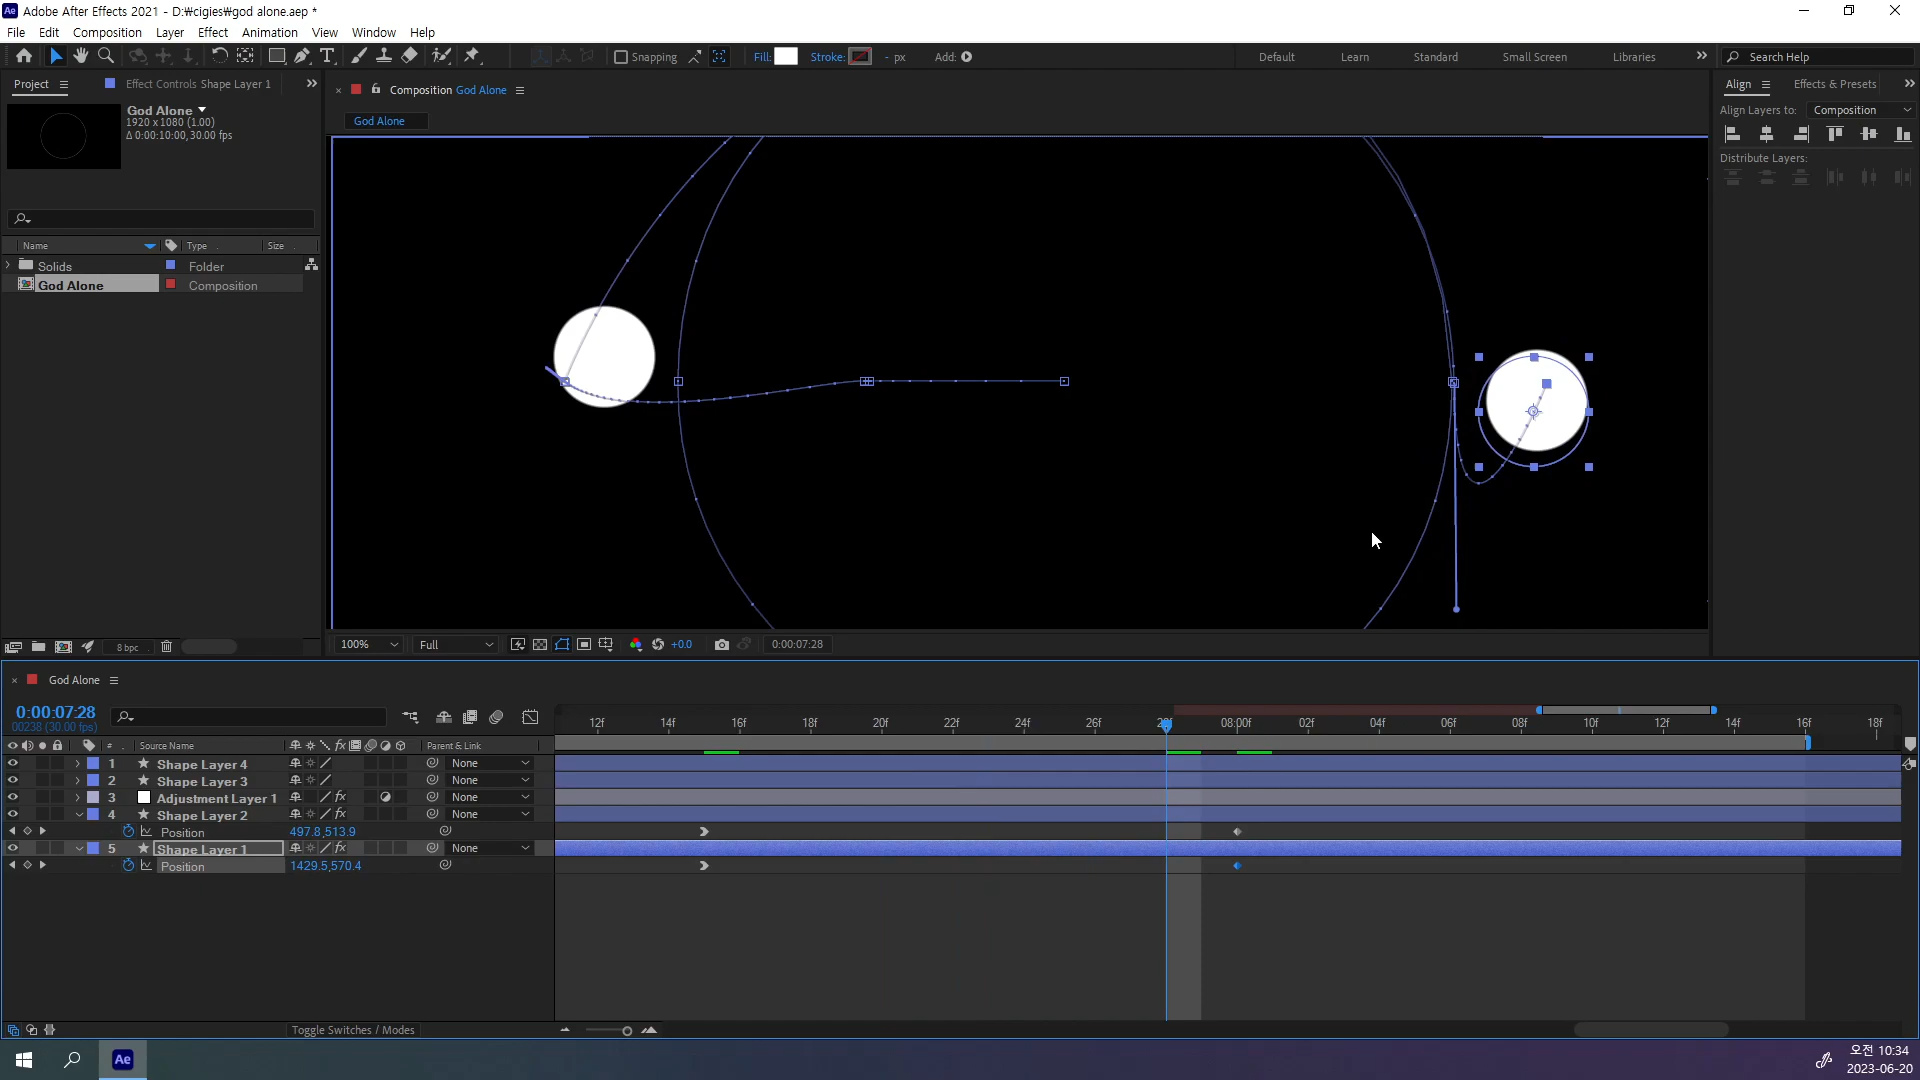 Ae Adobe After Effects 2021 - D:₩cigies₩god alone.aep *
File Edit Composition Layer Effect Animation View Window Help
Snapping Fill: Stroke: - px Add: Default Learn Standard Small Screen Libraries Search Help
Project Effect Controls Shape Layer 1 Composition God Alone Align Effects & Presets
God Alone
1920 x 1080 (1.00)
Δ 0:00:10:00, 30.00 fps
God Alone
Align Layers to: Composition
Distribute Layers:
Name Type Size
Solids Folder
God Alone Composition
8 bpc 100% Full +0.0 0:00:07:28
God Alone
0:00:07:28
00238 (30.00 fps)
12f 14f 16f 18f 20f 22f 24f 26f 08:00f 02f 04f 06f 08f 10f 12f 14f 16f 18f
# Source Name Parent & Link
1 Shape Layer 4 None
2 Shape Layer 3 None
3 Adjustment Layer 1 fx None
4 Shape Layer 2 fx None
Position 497.8,513.9
5 Shape Layer 1 fx None
Position 1429.5,570.4
Toggle Switches / Modes
Ae
오전 10:34
2023-06-20